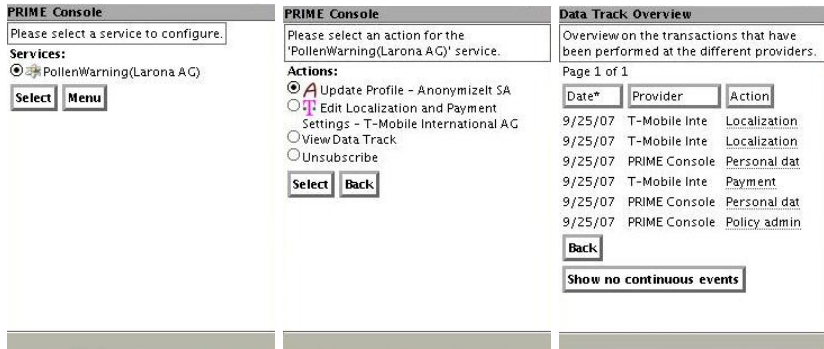 PRIME Console
Please select a service to configure.
Services:
PollenWarning(Larona AG)
Select Menu
PRIME Console
Please select an action for the
'PollenWarning(Larona AG)' service.
Actions:
A Update Profile - AnonymizeIt SA
T Edit Localization and Payment
Settings - T-Mobile International AG
View Data Track
Unsubscribe
Select Back
Data Track Overview
Overview on the transactions that have
been performed at the different providers.
Page 1 of 1
Date* Provider Action
9/25/07 T-Mobile Inte Localization
9/25/07 T-Mobile Inte Localization
9/25/07 PRIME Console Personal dat
9/25/07 T-Mobile Inte Payment
9/25/07 PRIME Console Personal dat
9/25/07 PRIME Console Policy admin
Back
Show no continuous events